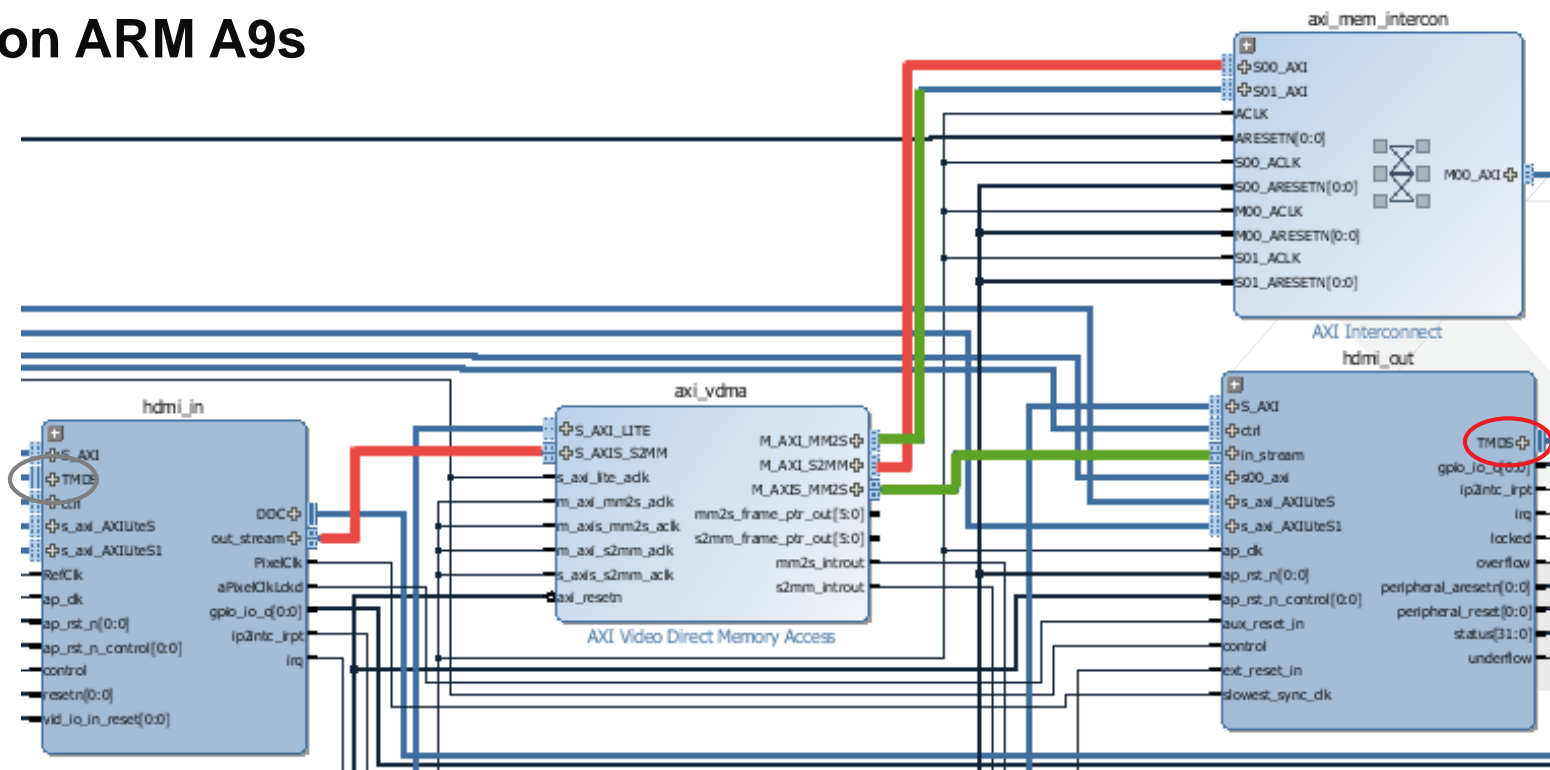 on ARM A9s
axi_mem_intercon
S00_AXI
S01_AXI
ACLK
ARESETN[0:0]
S00_ACLK
S00_ARESETN[0:0]
M00_ACLK
M00_ARESETN[0:0]
S01_ACLK
S01_ARESETN[0:0]
M00_AXI
AXI Interconnect
hdmi_in
S_AXI
TMDS
ctrl
s_axi_AXILiteS
s_axi_AXILiteS1
RefClk
ap_clk
ap_rst_n[0:0]
ap_rst_n_control[0:0]
control
resetn[0:0]
vid_io_in_reset[0:0]
DDC
out_stream
PixelClk
aPixelClkLckd
gpio_io_o[0:0]
ip2intc_irpt
irq
axi_vdma
S_AXI_LITE
S_AXIS_S2MM
s_axi_lite_aclk
m_axi_mm2s_aclk
m_axis_mm2s_aclk
m_axi_s2mm_aclk
s_axis_s2mm_aclk
axi_resetn
M_AXI_MM2S
M_AXI_S2MM
M_AXIS_MM2S
mm2s_frame_ptr_out[5:0]
s2mm_frame_ptr_out[5:0]
mm2s_introut
s2mm_introut
AXI Video Direct Memory Access
hdmi_out
S_AXI
ctrl
in_stream
s00_axi
s_axi_AXILiteS
s_axi_AXILiteS1
ap_clk
ap_rst_n[0:0]
ap_rst_n_control[0:0]
aux_reset_in
control
ext_reset_in
slowest_sync_clk
TMDS
gpio_io_o[0:0]
ip2intc_irpt
irq
locked
overflow
peripheral_aresetn[0:0]
peripheral_reset[0:0]
status[31:0]
underflow